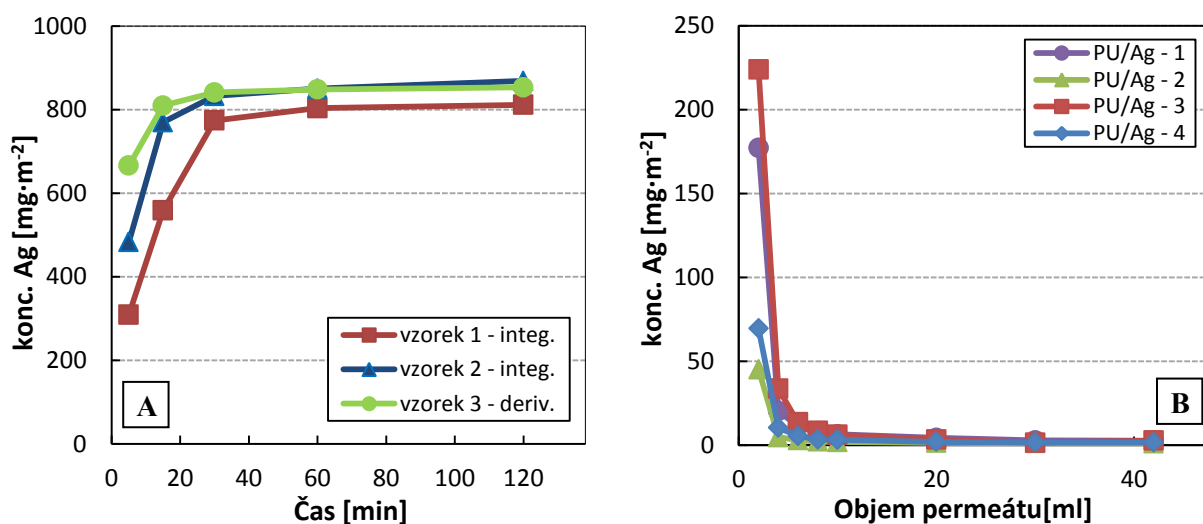 konc. Ag [mg·m⁻²]
1000
800
600
400
200
0
0 20 40 60 80 100 120
Čas [min]
vzorek 1 - integ.
vzorek 2 - integ.
vzorek 3 - deriv.
A
konc. Ag [mg·m⁻²]
250
200
150
100
50
0
0 20 40
Objem permeátu[ml]
PU/Ag - 1
PU/Ag - 2
PU/Ag - 3
PU/Ag - 4
B